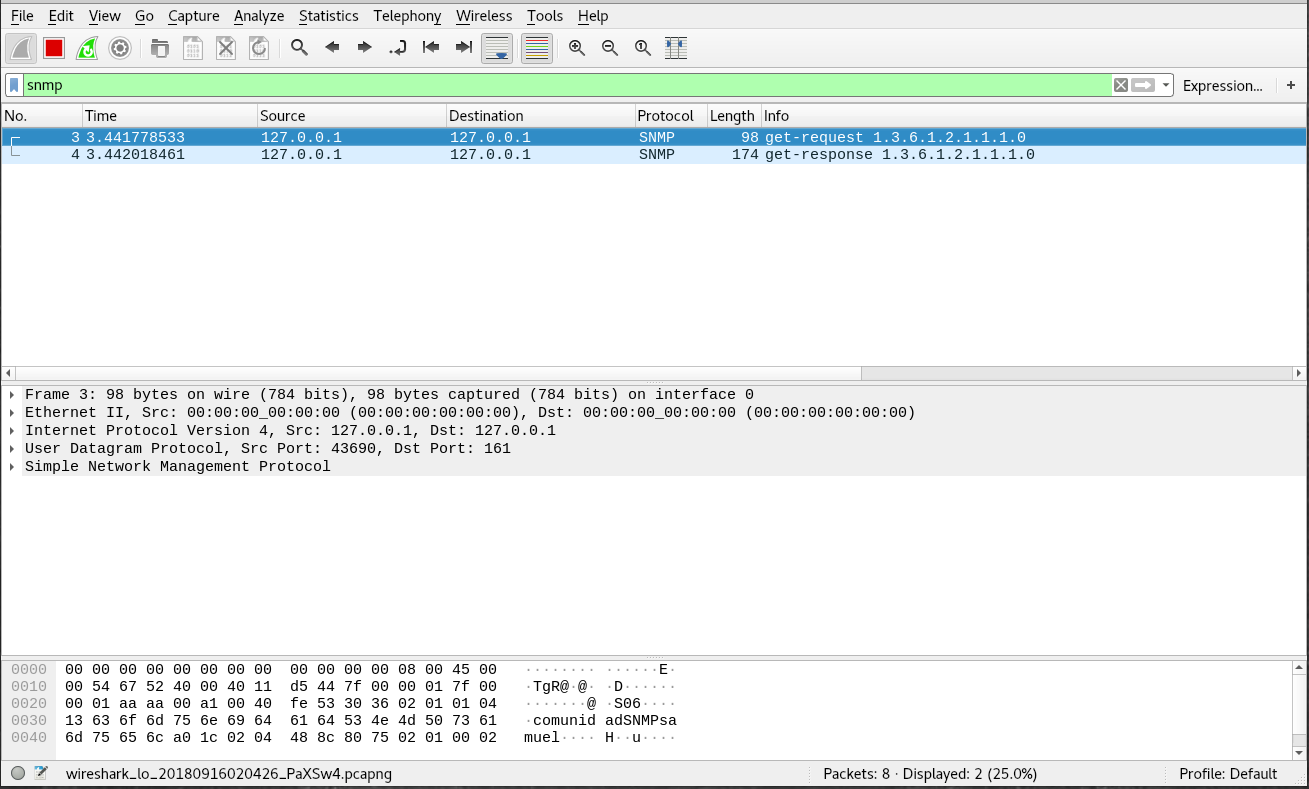 File Edit View Go Capture Analyze Statistics Telephony Wireless Tools Help
snmp Expression... +
No. Time Source Destination Protocol Length Info
3 3.441778533 127.0.0.1 127.0.0.1 SNMP 98 get-request 1.3.6.1.2.1.1.1.0
4 3.442018461 127.0.0.1 127.0.0.1 SNMP 174 get-response 1.3.6.1.2.1.1.1.0
Frame 3: 98 bytes on wire (784 bits), 98 bytes captured (784 bits) on interface 0
Ethernet II, Src: 00:00:00_00:00:00 (00:00:00:00:00:00), Dst: 00:00:00_00:00:00 (00:00:00:00:00:00)
Internet Protocol Version 4, Src: 127.0.0.1, Dst: 127.0.0.1
User Datagram Protocol, Src Port: 43690, Dst Port: 161
Simple Network Management Protocol
0000 00 00 00 00 00 00 00 00 00 00 00 00 08 00 45 00 ········ ······E·
0010 00 54 67 52 40 00 40 11 d5 44 7f 00 00 01 7f 00 ·TgR@·@· ·D······
0020 00 01 aa aa 00 a1 00 40 fe 53 30 36 02 01 01 04 ·······@ ·S06····
0030 13 63 6f 6d 75 6e 69 64 61 64 53 4e 4d 50 73 61 ·comunid adSNMPsa
0040 6d 75 65 6c a0 1c 02 04 48 8c 80 75 02 01 00 02 muel···· H··u····
wireshark_lo_20180916020426_PaXSw4.pcapng Packets: 8 · Displayed: 2 (25.0%) Profile: Default